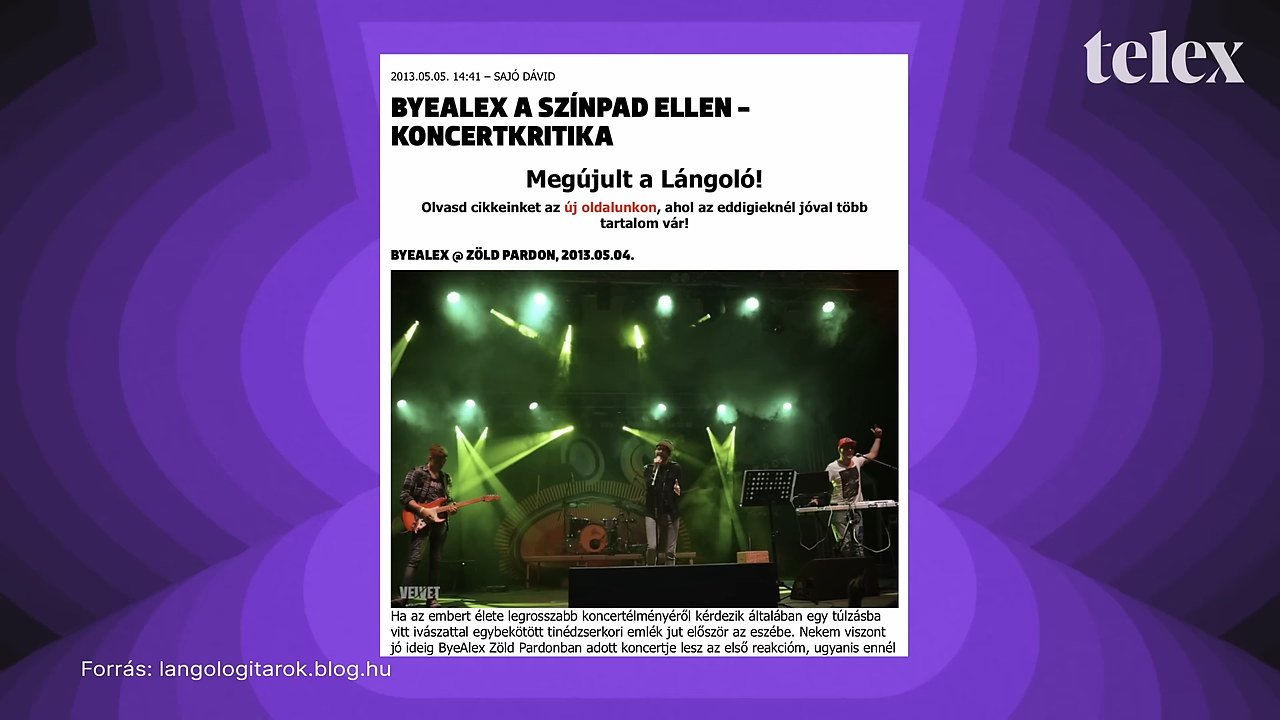 telex
2013.05.05. 14:41 – SAJÓ DÁVID
BYEALEX A SZÍNPAD ELLEN –
KONCERTKRITIKA
Megújult a Lángoló!
Olvasd cikkeinket az új oldalunkon, ahol az eddigieknél jóval több
tartalom vár!
BYEALEX @ ZÖLD PARDON, 2013.05.04.
VELVET
Ha az embert élete legrosszabb koncertélményéről kérdezik általában egy túlzásba
vitt ivászattal egybekötött tinédzserkori emlék jut először az eszébe. Nekem viszont
jó ideig ByeAlex Zöld Pardonban adott koncertje lesz az első reakcióm, ugyanis ennél
Forrás: langologitarok.blog.hu